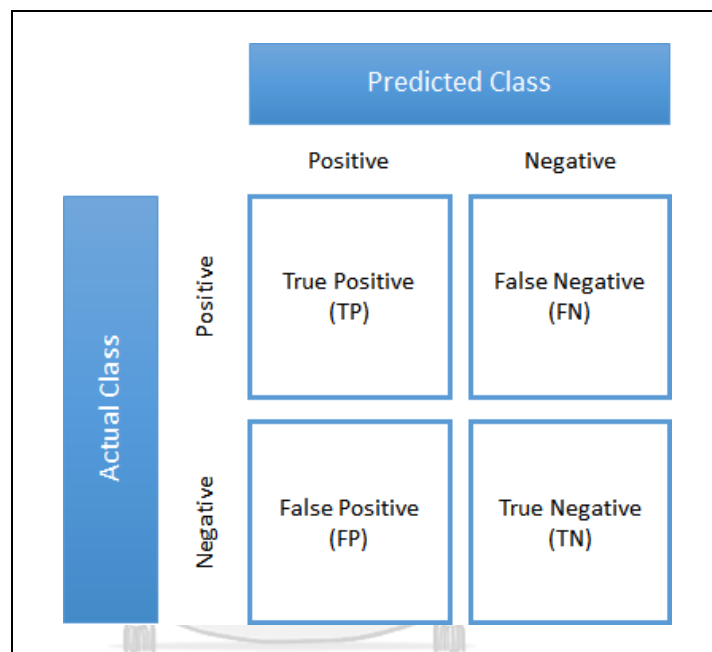 Predicted Class
Positive
Negative
Actual Class
Positive
True Positive
(TP)
False Negative
(FN)
Negative
False Positive
(FP)
True Negative
(TN)